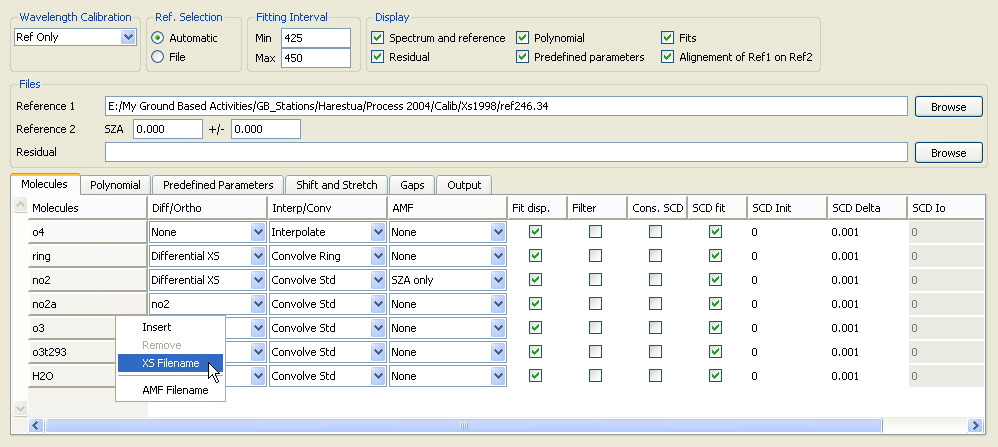 Wavelength Calibration
Ref. Selection
Fitting Interval
Display
Ref Only
Automatic
Min 425
Spectrum and reference
Polynomial
Fits
File
Max 450
Residual
Predefined parameters
Alignement of Ref1 on Ref2
Files
Reference 1 E:/My Ground Based Activities/GB_Stations/Harestua/Process 2004/Calib/Xs1998/ref246.34 Browse
Reference 2 SZA 0.000 +/- 0.000
Residual Browse
Molecules Polynomial Predefined Parameters Shift and Stretch Gaps Output
Molecules Diff/Ortho Interp/Conv AMF Fit disp. Filter Cons. SCD SCD fit SCD Init SCD Delta SCD Io
o4 None Interpolate None 0 0.001 0
ring Differential XS Convolve Ring None 0 0.001 0
no2 Differential XS Convolve Std SZA only 0 0.001 0
no2a no2 Convolve Std None 0 0.001 0
o3 Convolve Std None 0 0.001 0
o3t293 Convolve Std None 0 0.001 0
H2O Convolve Std None 0 0.001 0
Insert
Remove
XS Filename
AMF Filename